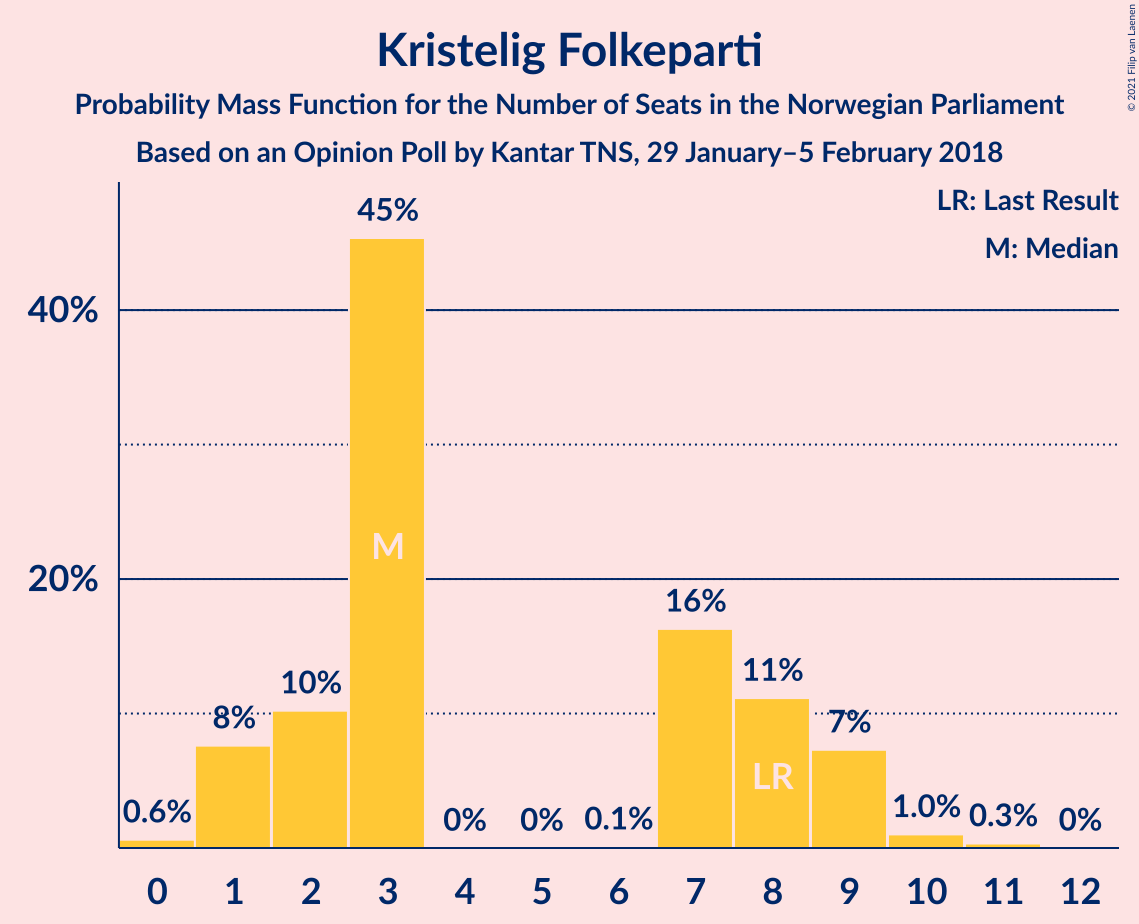 Kristelig Folkeparti
Probability Mass Function for the Number of Seats in the Norwegian Parliament
Based on an Opinion Poll by Kantar TNS, 29 January–5 February 2018
© 2021 Filip van Laenen
LR: Last Result
M: Median
45%
40%
M
20%
16%
11%
10%
8%
7%
LR
0.6%
0%
0%
0.1%
1.0%
0.3%
0%
0 1 2 3 4 5 6 7 8 9 10 11 12